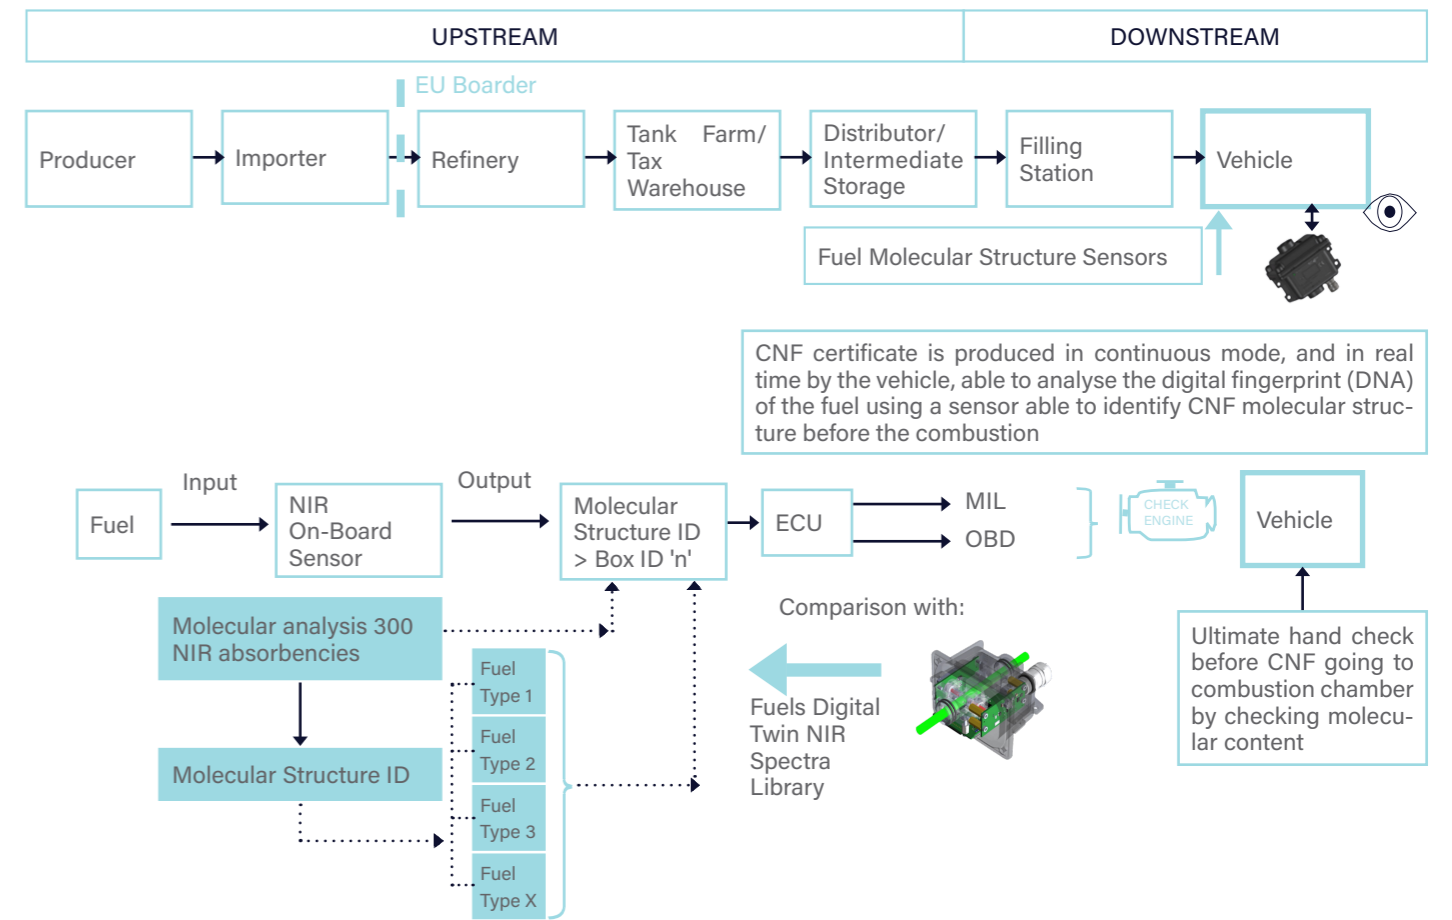 UPSTREAM
DOWNSTREAM
EU Boarder
Producer
Importer
Refinery
Tank Farm/
Tax
Warehouse
Distributor/
Intermediate
Storage
Filling
Station
Vehicle
Fuel Molecular Structure Sensors
CNF certificate is produced in continuous mode, and in real
time by the vehicle, able to analyse the digital fingerprint (DNA)
of the fuel using a sensor able to identify CNF molecular struc-
ture before the combustion
Fuel
Input
NIR
On-Board
Sensor
Output
Molecular
Structure ID
> Box ID 'n'
ECU
MIL
OBD
CHECK
ENGINE
Vehicle
Molecular analysis 300
NIR absorbencies
Molecular Structure ID
Fuel
Type 1
Fuel
Type 2
Fuel
Type 3
Fuel
Type X
Comparison with:
Fuels Digital
Twin NIR
Spectra
Library
Ultimate hand check
before CNF going to
combustion chamber
by checking molecu-
lar content